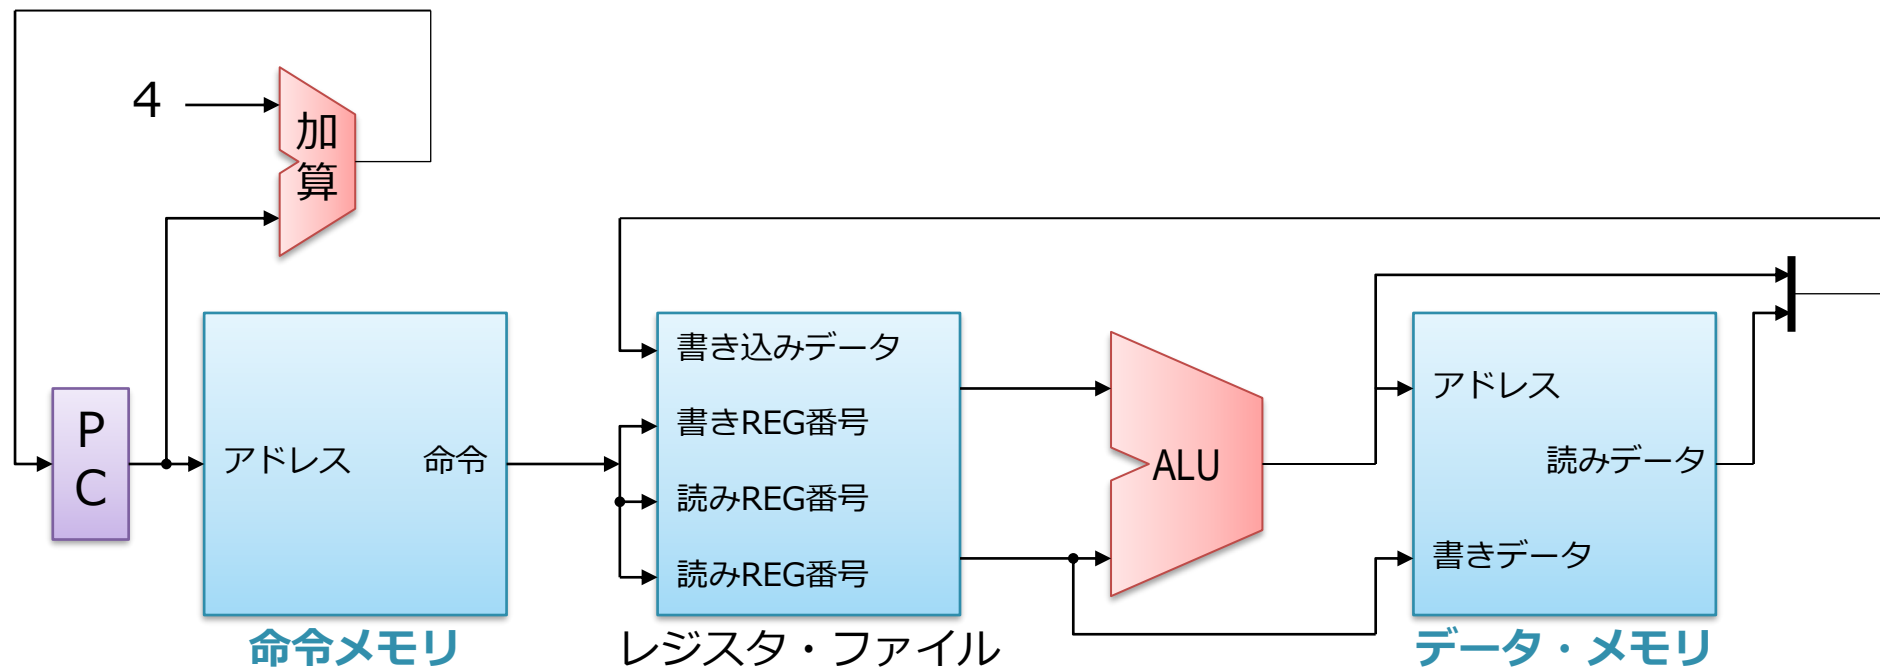 4
加
算
P
C
アドレス
命令
命令メモリ
書き込みデータ
書きREG番号
読みREG番号
読みREG番号
レジスタ・ファイル
ALU
アドレス
読みデータ
書きデータ
データ・メモリ